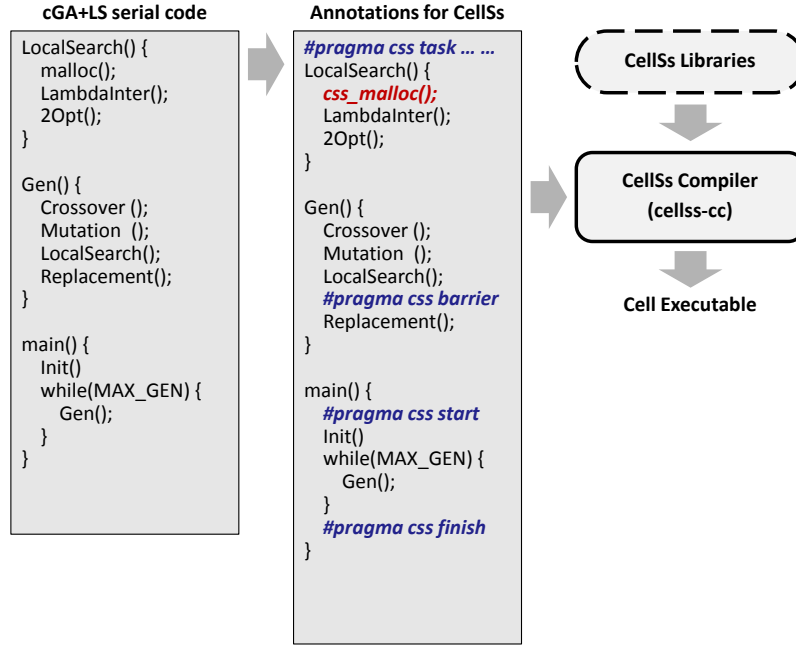 cGA+LS serial code
LocalSearch() {
malloc();
LambdaInter();
2Opt();
}
Gen() {
Crossover ();
Mutation ();
LocalSearch();
Replacement();
}
main() {
Init()
while(MAX_GEN) {
Gen();
}
}
Annotations for CellSs
#pragma css task ... ...
LocalSearch() {
css_malloc();
LambdaInter();
2Opt();
}
Gen() {
Crossover ();
Mutation ();
LocalSearch();
#pragma css barrier
Replacement();
}
main() {
#pragma css start
Init()
while(MAX_GEN) {
Gen();
}
#pragma css finish
}
CellSs Libraries
CellSs Compiler
(cellss-cc)
Cell Executable